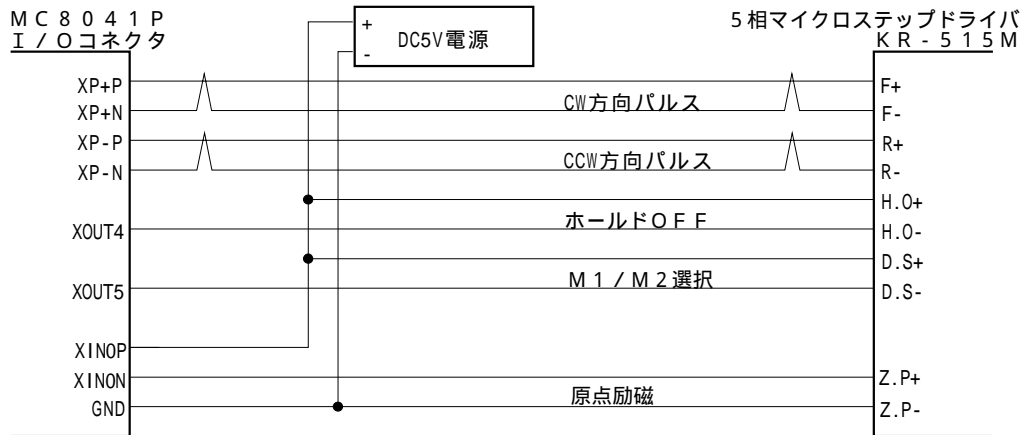 MC8041P
I/Oコネクタ
+
-
DC5V電源
5相マイクロステップドライバ
KR-515M
XP+P
XP+N
XP-P
XP-N
XOUT4
XOUT5
XINOP
XINON
GND
CW方向パルス
CCW方向パルス
ホールドOFF
M1/M2選択
原点励磁
F+
F-
R+
R-
H.O+
H.O-
D.S+
D.S-
Z.P+
Z.P-